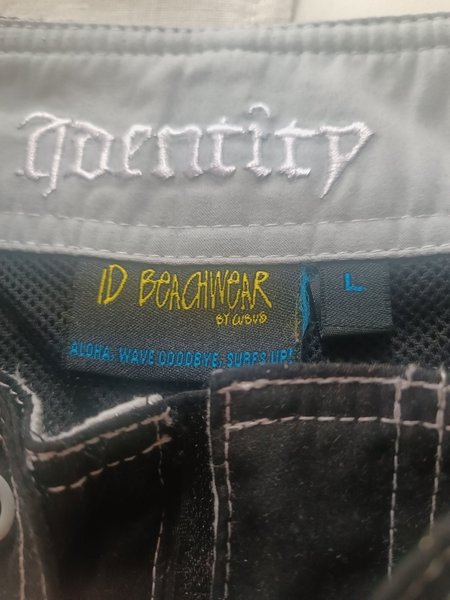 Identity
ID BEACHWEAR
L
BY CUBUS
ALOHA, WAVE GOODBYE, SURFS UP!